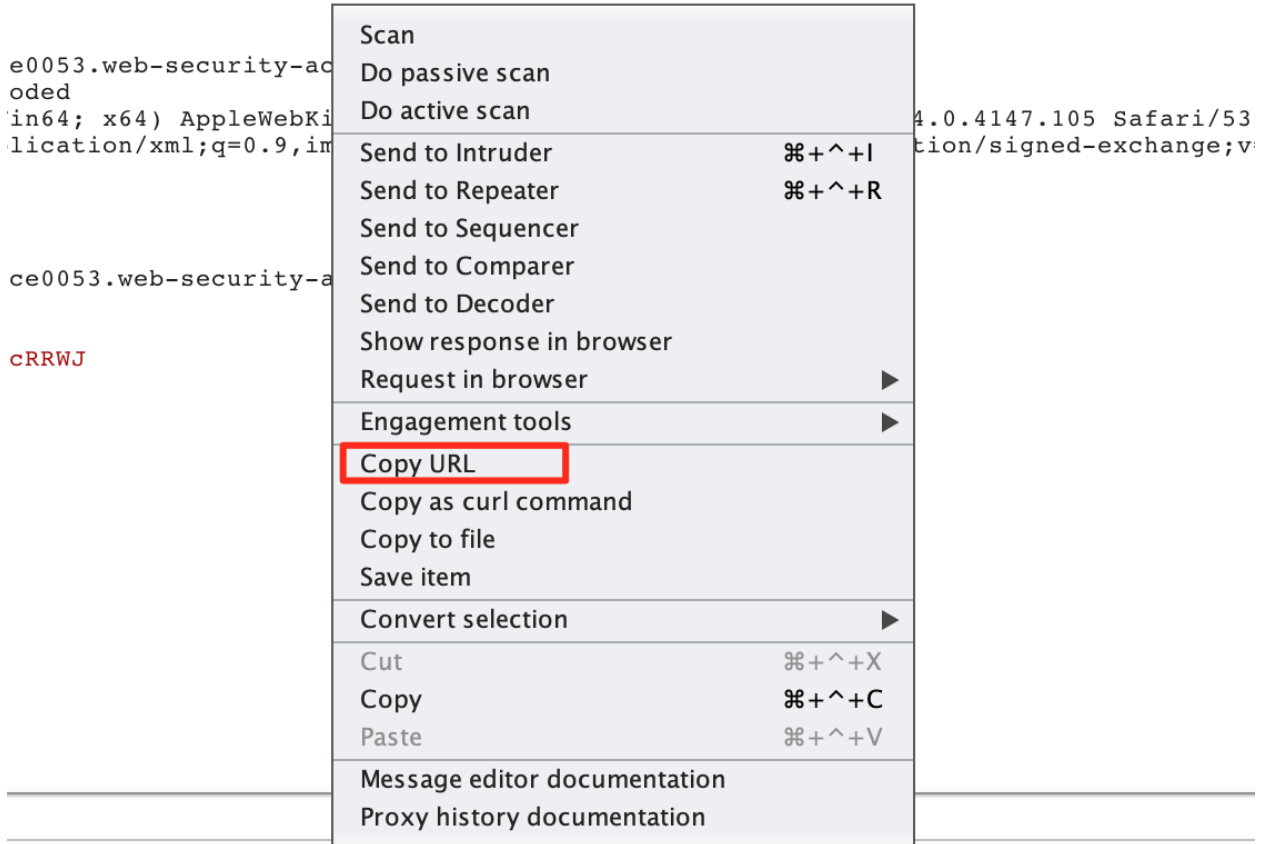 Scan
e0053.web-security-ac
Do passive scan
oded
Do active scan
in64; x64) AppleWebKi 4.0.4147.105 Safari/53
lication/xml;q=0.9,im tion/signed-exchange;v
Send to Intruder ⌘+^+I
Send to Repeater ⌘+^+R
Send to Sequencer
Send to Comparer
ce0053.web-security-a
Send to Decoder
Show response in browser
cRRWJ
Request in browser
Engagement tools
Copy URL
Copy as curl command
Copy to file
Save item
Convert selection
Cut ⌘+^+X
Copy ⌘+^+C
Paste ⌘+^+V
Message editor documentation
Proxy history documentation